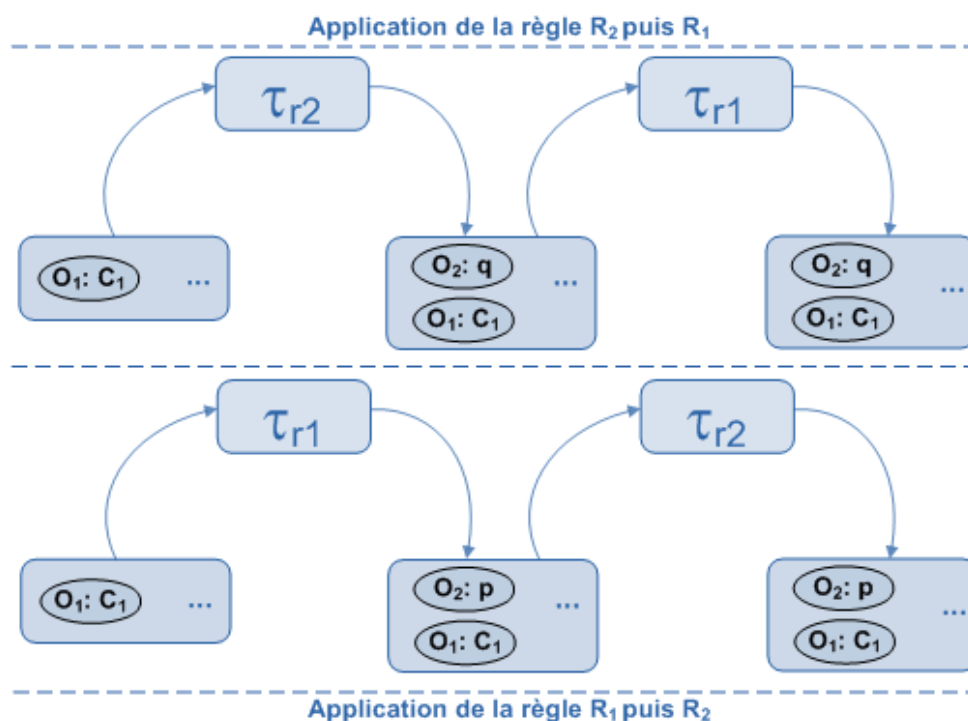 Application de la règle R₂ puis R₁
τr2
τr1
O₁: C₁ ...
O₂: q ...
O₁: C₁
O₂: q ...
O₁: C₁
τr1
τr2
O₁: C₁ ...
O₂: p ...
O₁: C₁
O₂: p ...
O₁: C₁
Application de la règle R₁ puis R₂